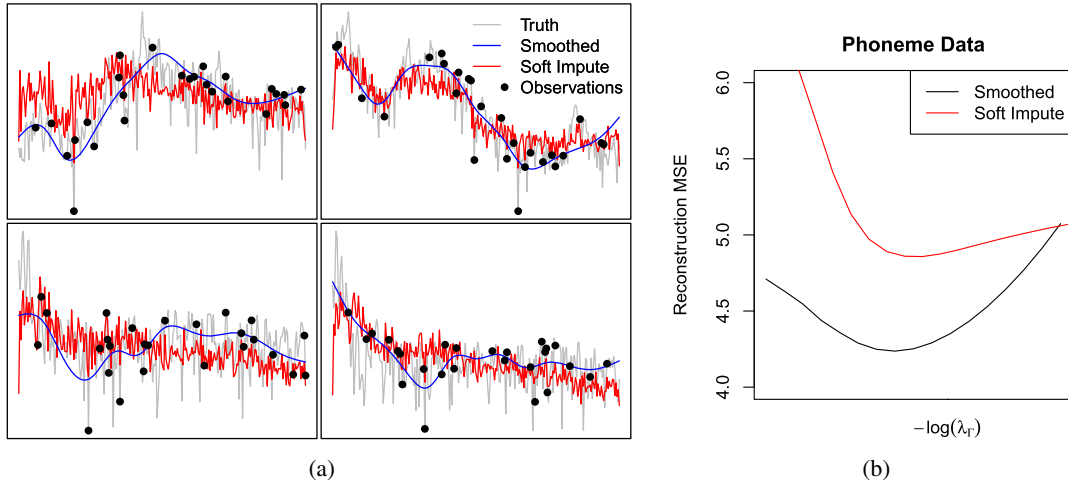 Truth
Smoothed
Soft Impute
Observations
(a)
Phoneme Data
Smoothed
Soft Impute
Reconstruction MSE
6.0
5.5
5.0
4.5
4.0
−log(λ_Γ)
(b)